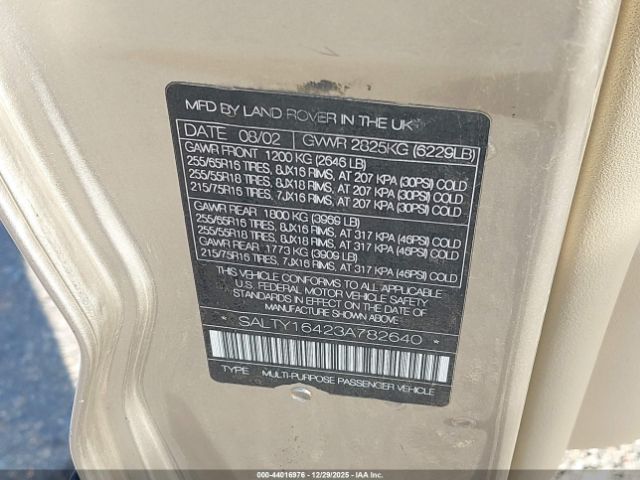 MFD BY LAND ROVER IN THE UK
DATE 08/02 GVWR 2825KG (6229LB)
GAWR FRONT 1200 KG (2646 LB)
255/65R16 TIRES, 8JX16 RIMS, AT 207 KPA (30PSI) COLD
255/55R18 TIRES, 8JX18 RIMS, AT 207 KPA (30PSI) COLD
215/75R16 TIRES, 7JX16 RIMS, AT 207 KPA (30PSI) COLD
GAWR REAR 1800 KG (3969 LB)
255/65R16 TIRES, 8JX16 RIMS, AT 317 KPA (46PSI) COLD
255/55R18 TIRES, 8JX18 RIMS, AT 317 KPA (46PSI) COLD
GAWR REAR 1773 KG (3909 LB)
215/75R16 TIRES, 7JX16 RIMS, AT 317 KPA (46PSI) COLD
THIS VEHICLE CONFORMS TO ALL APPLICABLE
U.S. FEDERAL MOTOR VEHICLE SAFETY
STANDARDS IN EFFECT ON THE DATE OF
MANUFACTURE SHOWN ABOVE
SALTY16423A782640
TYPE MULTI-PURPOSE PASSENGER VEHICLE
000-44016976 - 12/29/2025 - IAAI.COM